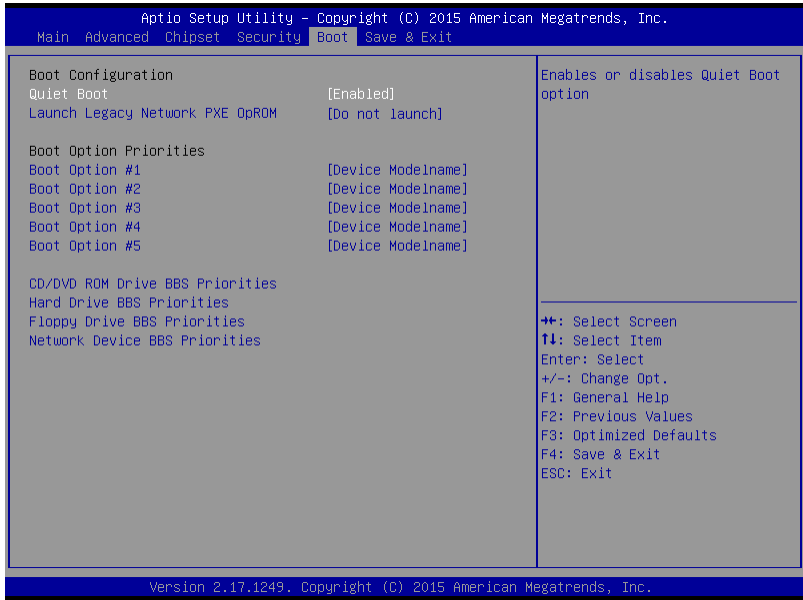 Aptio Setup Utility – Copyright (C) 2015 American Megatrends, Inc.
Main Advanced Chipset Security Boot Save & Exit
Boot Configuration
Quiet Boot [Enabled]
Launch Legacy Network PXE OpROM [Do not launch]
Boot Option Priorities
Boot Option #1 [Device Modelname]
Boot Option #2 [Device Modelname]
Boot Option #3 [Device Modelname]
Boot Option #4 [Device Modelname]
Boot Option #5 [Device Modelname]
CD/DVD ROM Drive BBS Priorities
Hard Drive BBS Priorities
Floppy Drive BBS Priorities
Network Device BBS Priorities
Enables or disables Quiet Boot
option
→←: Select Screen
↑↓: Select Item
Enter: Select
+/-: Change Opt.
F1: General Help
F2: Previous Values
F3: Optimized Defaults
F4: Save & Exit
ESC: Exit
Version 2.17.1249. Copyright (C) 2015 American Megatrends, Inc.